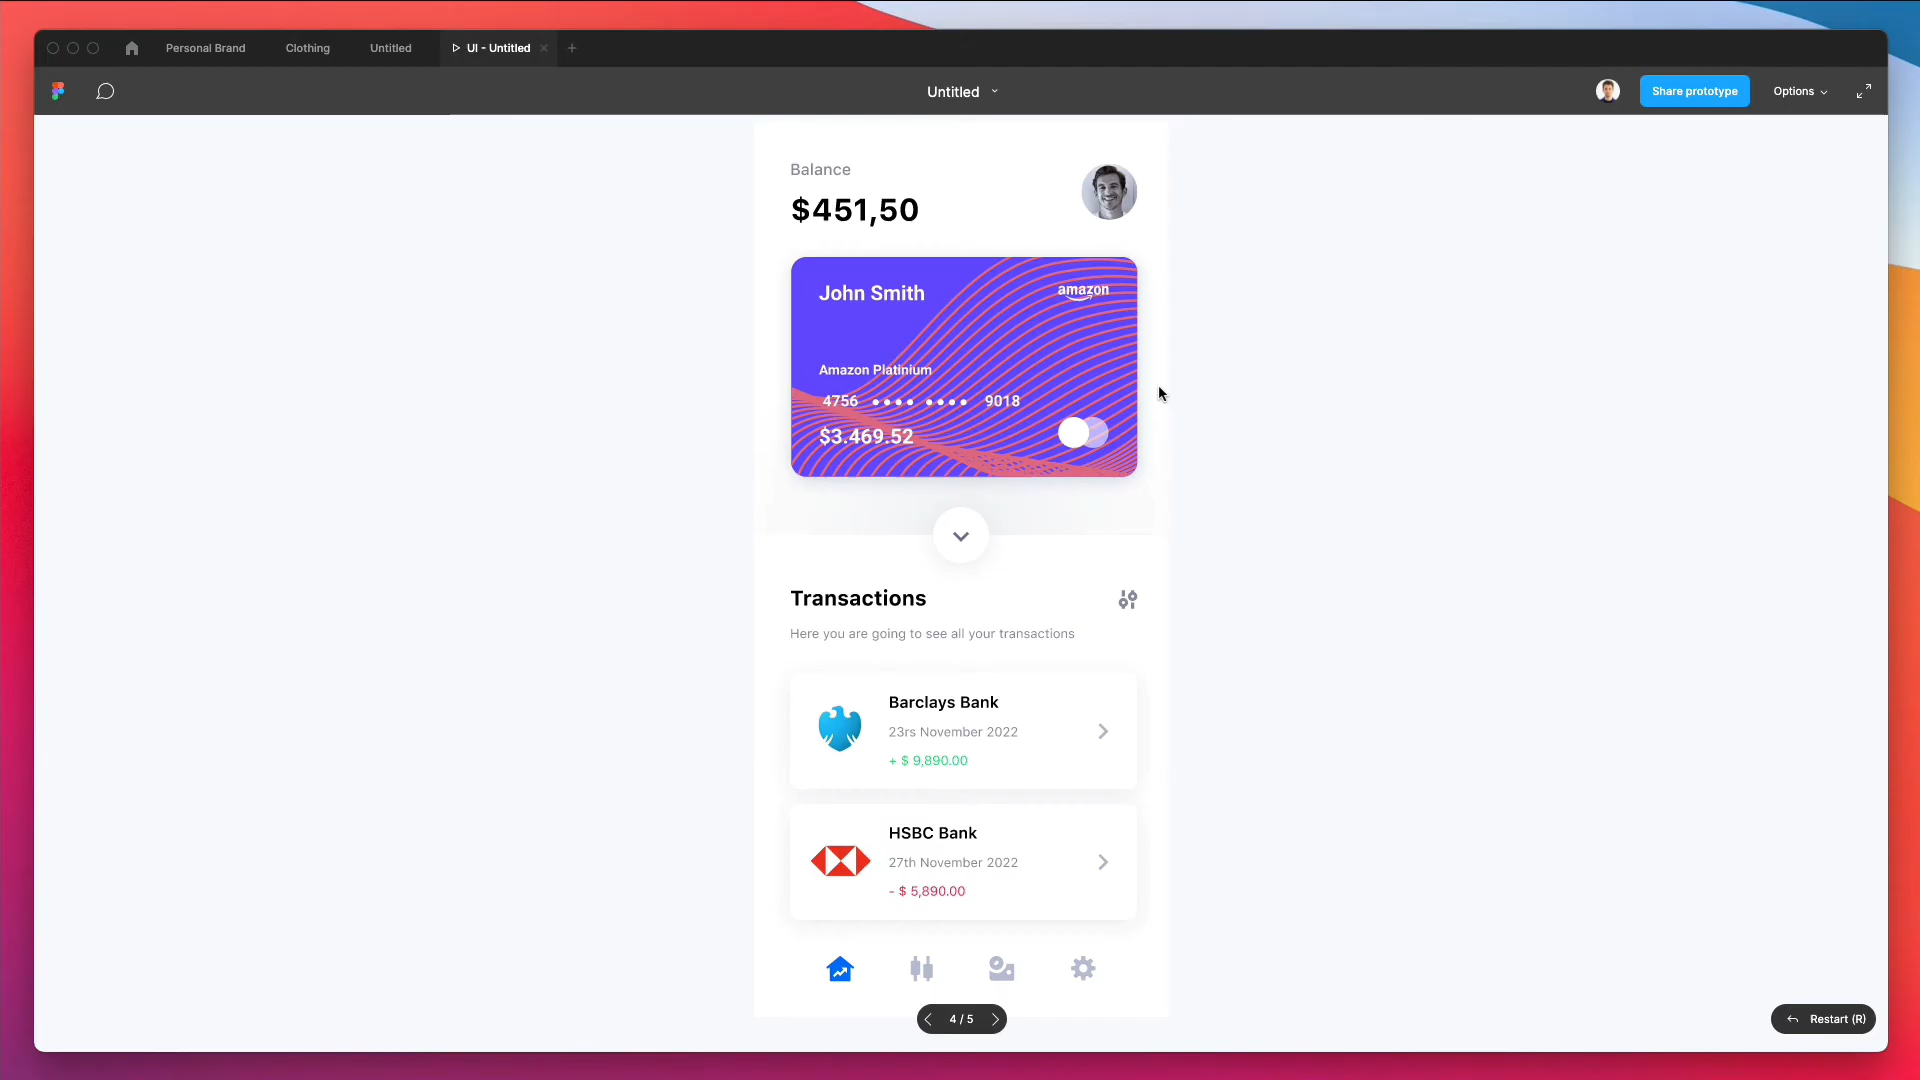 Personal Brand
Clothing
Untitled
UI - Untitled
Untitled
Share prototype
Options
Balance
$451,50
John Smith
amazon
Amazon Platinium
4756 •••• •••• 9018
$3.469.52
Transactions
Here you are going to see all your transactions
Barclays Bank
23rs November 2022
+ $ 9,890.00
HSBC Bank
27th November 2022
- $ 5,890.00
4 / 5
Restart (R)